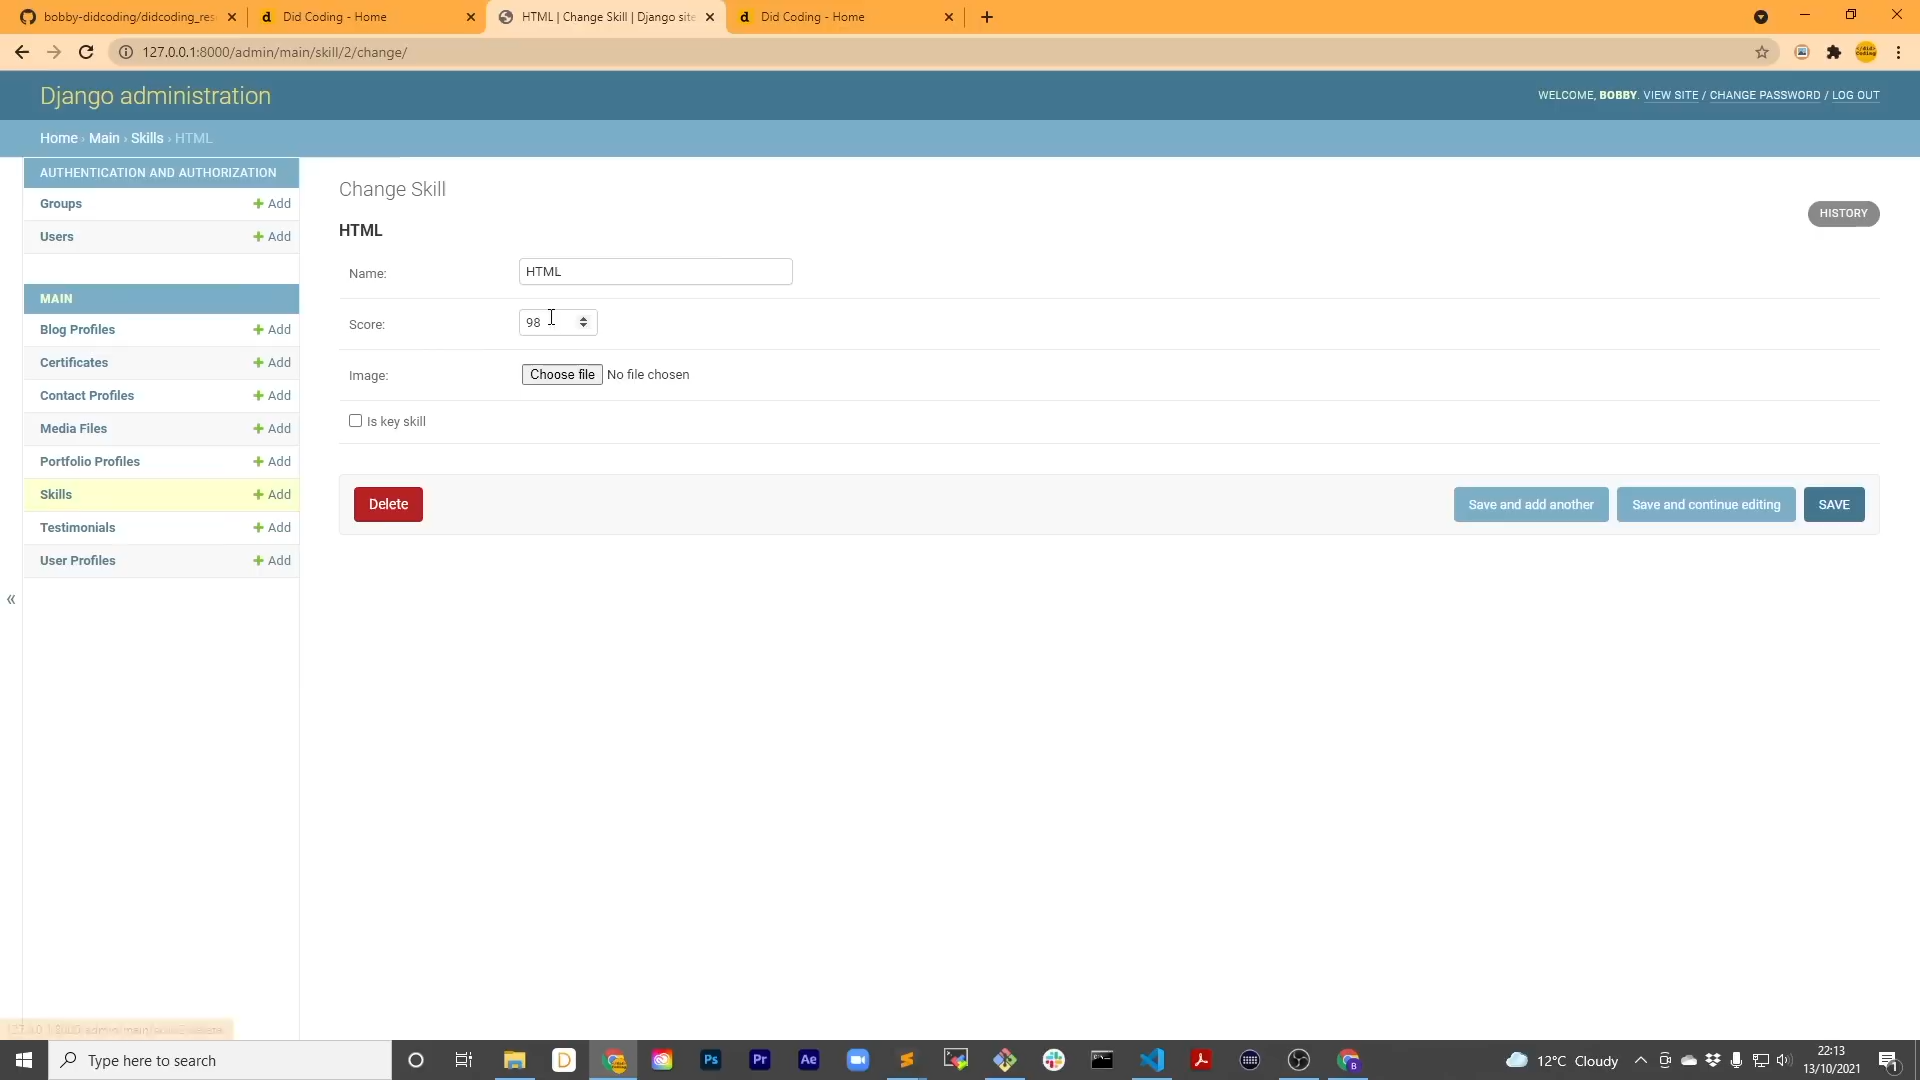 bobby-didcoding/didcoding_res
Did Coding - Home
HTML | Change Skill | Django site
Did Coding - Home
127.0.0.1:8000/admin/main/skill/2/change/
Django administration
WELCOME, BOBBY. VIEW SITE / CHANGE PASSWORD / LOG OUT
Home › Main › Skills › HTML
AUTHENTICATION AND AUTHORIZATION
Groups + Add
Users + Add
MAIN
Blog Profiles + Add
Certificates + Add
Contact Profiles + Add
Media Files + Add
Portfolio Profiles + Add
Skills + Add
Testimonials + Add
User Profiles + Add
«
Change Skill
HISTORY
HTML
Name: HTML
Score: 98
Image: Choose file No file chosen
Is key skill
Delete
Save and add another
Save and continue editing
SAVE
Type here to search
D
Ps
Pr
Ae
B
12°C Cloudy
22:13
13/10/2021
1